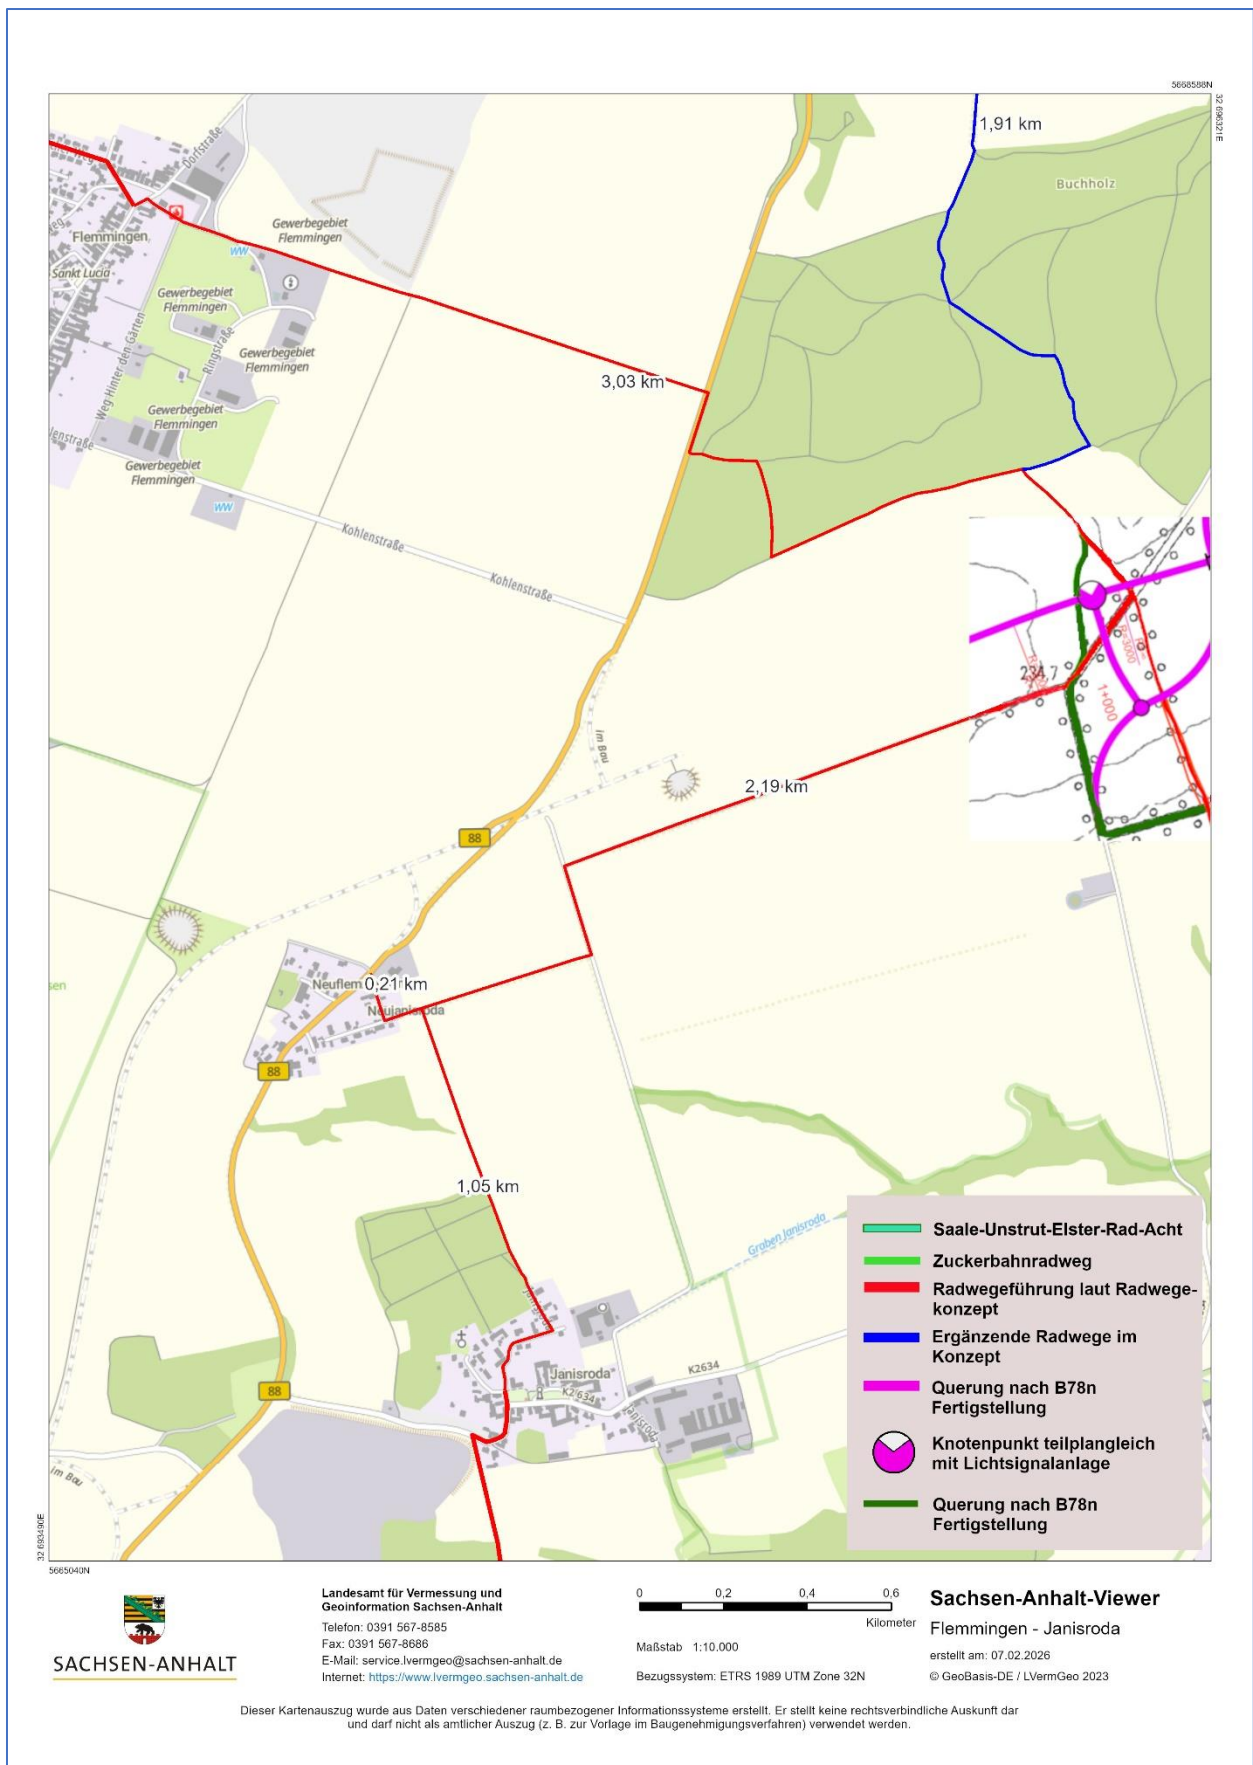 5668588N
32 696321E
1,91 km
Buchholz
Dorfstraße
Flemmingen
Gewerbegebiet
Flemmingen
WW
Sankt Lucia
Gewerbegebiet
Flemmingen
Ringstraße
Gewerbegebiet
Flemmingen
Weg Hinter den Gärten
3,03 km
Gewerbegebiet
Flemmingen
lenstraße
Gewerbegebiet
Flemmingen
WW
Kohlenstraße
Kohlenstraße
R=3000
234,7
1+000
im Bau
2,19 km
88
sen
0,21 km
Neujanisroda
88
1,05 km
Graben Janisroda
Janisroda
K2634
K2634
88
im Bau
Saale-Unstrut-Elster-Rad-Acht
Zuckerbahnradweg
Radwegeführung laut Radwege-
konzept
Ergänzende Radwege im
Konzept
Querung nach B78n
Fertigstellung
Knotenpunkt teilplangleich
mit Lichtsignalanlage
Querung nach B78n
Fertigstellung
32 693490E
5665040N
SACHSEN-ANHALT
Landesamt für Vermessung und
Geoinformation Sachsen-Anhalt
Telefon: 0391 567-8585
Fax: 0391 567-8686
E-Mail: service.lvermgeo@sachsen-anhalt.de
Internet: https://www.lvermgeo.sachsen-anhalt.de
0 0,2 0,4 0,6
Kilometer
Maßstab 1:10.000
Bezugssystem: ETRS 1989 UTM Zone 32N
Sachsen-Anhalt-Viewer
Flemmingen - Janisroda
erstellt am: 07.02.2026
© GeoBasis-DE / LVermGeo 2023
Dieser Kartenauszug wurde aus Daten verschiedener raumbezogener Informationssysteme erstellt. Er stellt keine rechtsverbindliche Auskunft dar
und darf nicht als amtlicher Auszug (z. B. zur Vorlage im Baugenehmigungsverfahren) verwendet werden.